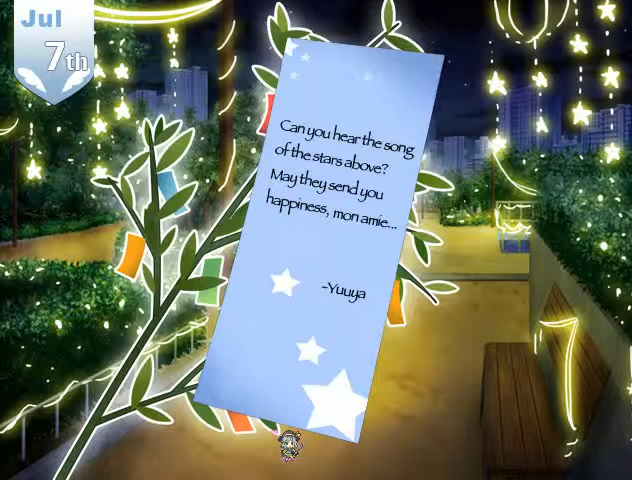 Jul
7th
Can you hear the song
of the stars above?
May they send you
happiness, mon amie...
~Yuuya